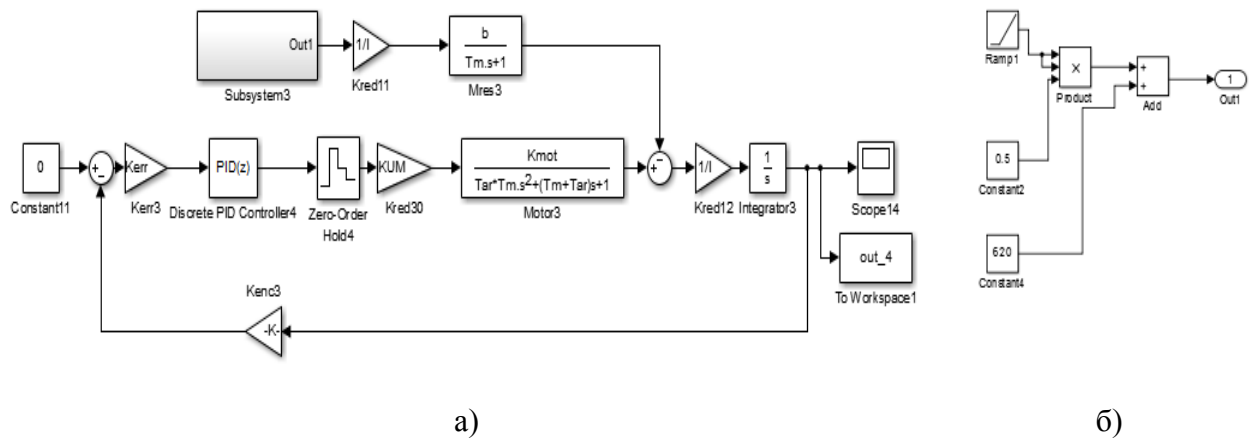 Out1
Subsystem3
1/I
Kred11
b
Tm.s+1
Mres3
0
Constant11
Kerr
Kerr3
PID(z)
Discrete PID Controller4
Zero-Order
Hold4
KUM
Kred30
Kmot
Tar*Tm.s²+(Tm+Tar)s+1
Motor3
1/I
Kred12
1
s
Integrator3
Scope14
out_4
To Workspace1
Kenc3
-K-
a)
Ramp1
×
Product
0.5
Constant2
620
Constant4
+
+
Add
1
Out1
б)